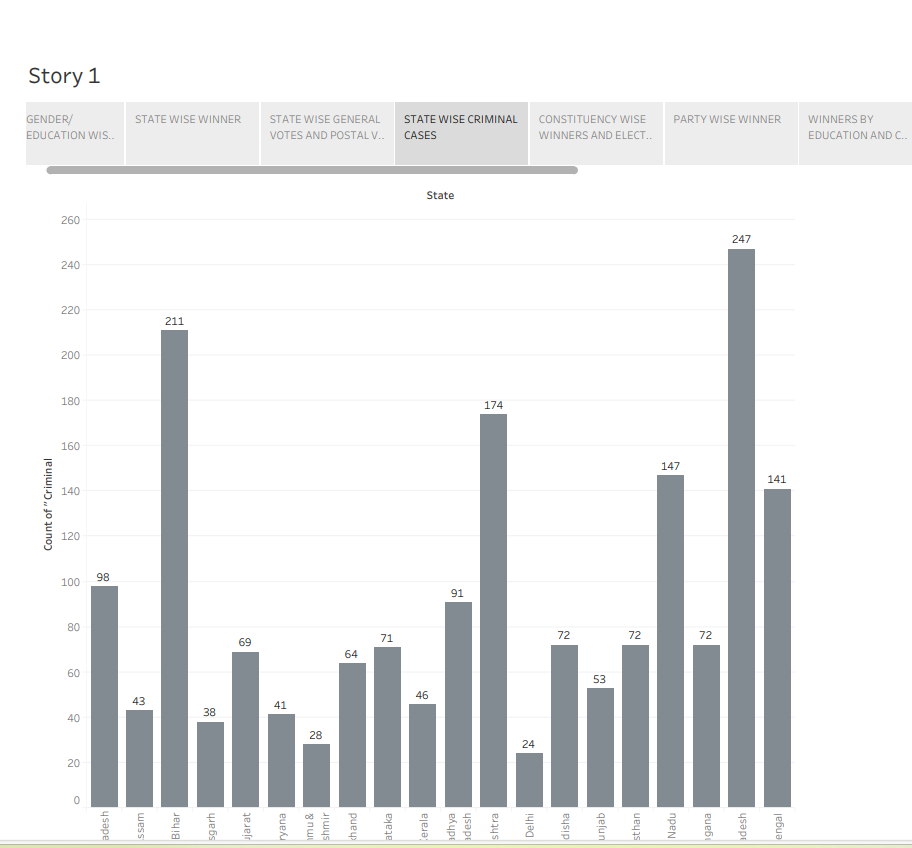 Story 1
GENDER/
EDUCATION WIS..
STATE WISE WINNER
STATE WISE GENERAL
VOTES AND POSTAL V..
STATE WISE CRIMINAL
CASES
CONSTITUENCY WISE
WINNERS AND ELECT..
PARTY WISE WINNER
WINNERS BY
EDUCATION AND C..
State
260
240
220
200
180
160
140
120
100
80
60
40
20
0
Count of "Criminal
98
43
211
38
69
41
28
64
71
46
91
174
24
72
53
72
147
72
247
141
adesh
ssam
Bihar
sgarh
ujarat
ryana
mu &
shmir
khand
ataka
Kerala
adhya
adesh
shtra
Delhi
disha
unjab
sthan
Nadu
ngana
adesh
engal